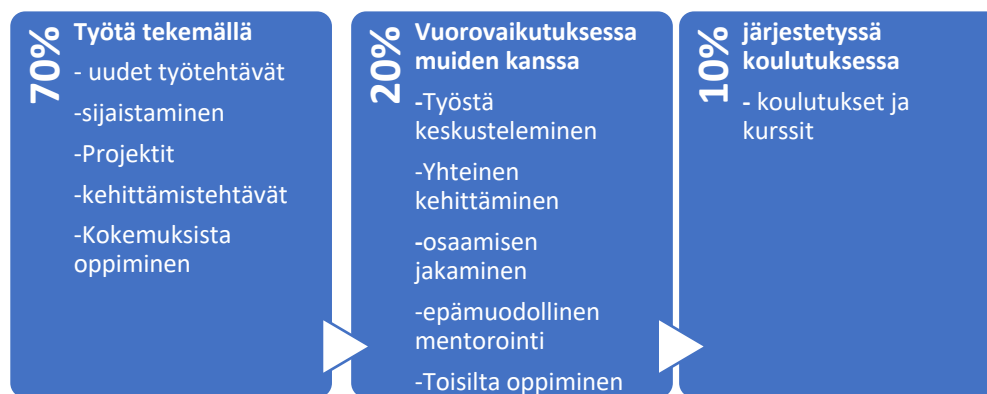 70%
Työtä tekemällä
- uudet työtehtävät
-sijaistaminen
-Projektit
-kehittämistehtävät
-Kokemuksista
oppiminen
20%
Vuorovaikutuksessa
muiden kanssa
-Työstä
keskusteleminen
-Yhteinen
kehittäminen
-osaamisen
jakaminen
-epämuodollinen
mentorointi
-Toisilta oppiminen
10%
järjestetyssä
koulutuksessa
- koulutukset ja
kurssit